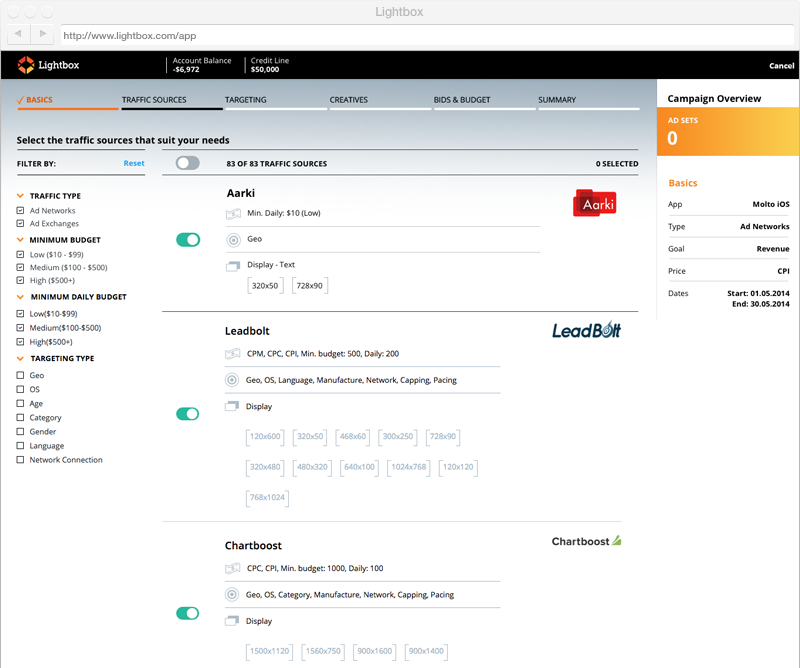 Lightbox
http://www.lightbox.com/app
Lightbox
Account Balance
-$6,972
Credit Line
$50,000
Cancel
BASICS
TRAFFIC SOURCES
TARGETING
CREATIVES
BIDS & BUDGET
SUMMARY
Campaign Overview
AD SETS
0
Select the traffic sources that suit your needs
FILTER BY:
Reset
83 OF 83 TRAFFIC SOURCES
0 SELECTED
TRAFFIC TYPE
Ad Networks
Ad Exchanges
MINIMUM BUDGET
Low ($10 - $99)
Medium ($100 - $500)
High ($500+)
MINIMUM DAILY BUDGET
Low($10-$99)
Medium($100-$500)
High($500+)
TARGETING TYPE
Geo
OS
Age
Category
Gender
Language
Network Connection
Aarki
Aarki
Min. Daily: $10 (Low)
Geo
Display - Text
320x50 728x90
Leadbolt
LeadBolt
CPM, CPC, CPI, Min. budget: 500, Daily: 200
Geo, OS, Language, Manufacture, Network, Capping, Pacing
Display
120x600 320x50 468x60 300x250 728x90
320x480 480x320 640x100 1024x768 120x120
768x1024
Chartboost
Chartboost
CPC, CPI, Min. budget: 1000, Daily: 100
Geo, OS, Category, Manufacture, Network, Capping, Pacing
Display
1500x1120 1560x750 900x1600 900x1400
Basics
App Molto iOS
Type Ad Networks
Goal Revenue
Price CPI
Dates Start: 01.05.2014
End: 30.05.2014